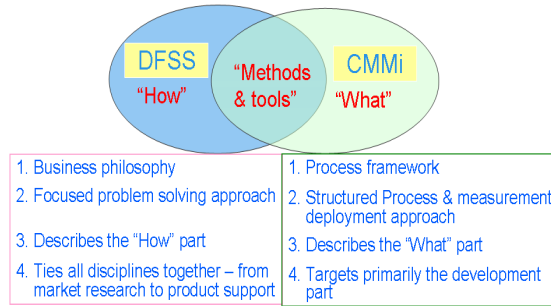 DFSS
"How"
"Methods
& tools"
CMMi
"What"
1. Business philosophy
2. Focused problem solving approach
3. Describes the "How" part
4. Ties all disciplines together – from
market research to product support
1. Process framework
2. Structured Process & measurement
deployment approach
3. Describes the "What" part
4. Targets primarily the development
part